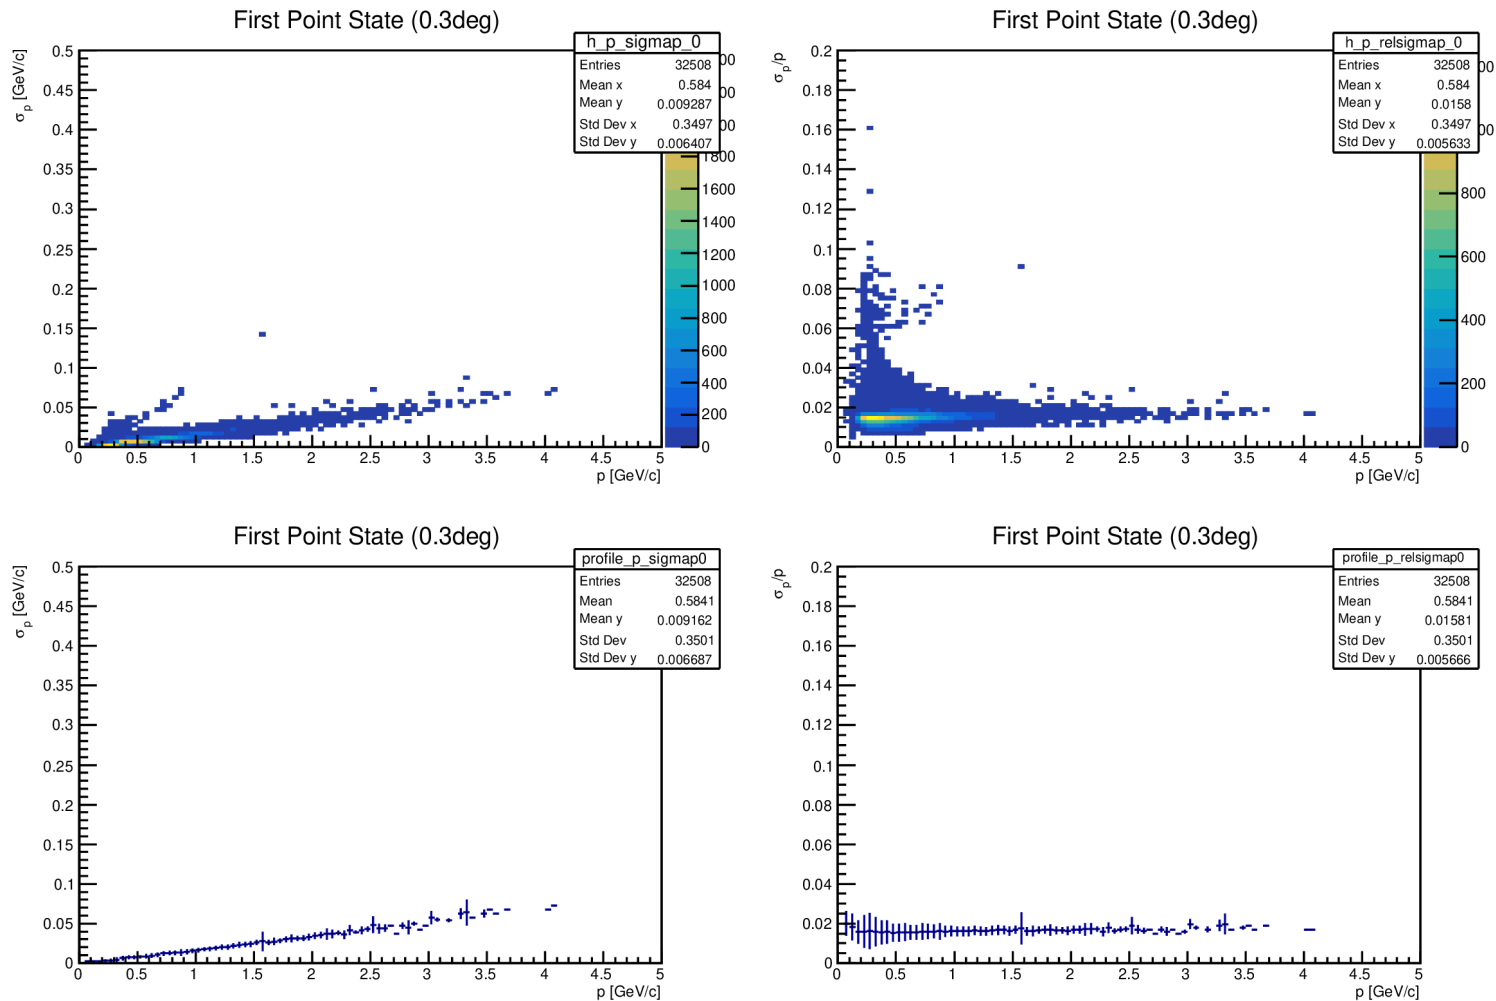 First Point State (0.3deg)
σp [GeV/c]
0.5
0.45
0.4
0.35
0.3
0.25
0.2
0.15
0.1
0.05
0
0 0.5 1 1.5 2 2.5 3 3.5 4 4.5 5
p [GeV/c]
h_p_sigmap_0
Entries 32508
Mean x 0.584
Mean y 0.009287
Std Dev x 0.3497
Std Dev y 0.006407
1800
1600
1400
1200
1000
800
600
400
200
0
First Point State (0.3deg)
σp/p
0.2
0.18
0.16
0.14
0.12
0.1
0.08
0.06
0.04
0.02
0
0 0.5 1 1.5 2 2.5 3 3.5 4 4.5 5
p [GeV/c]
h_p_relsigmap_0
Entries 32508
Mean x 0.584
Mean y 0.0158
Std Dev x 0.3497
Std Dev y 0.005633
800
600
400
200
0
First Point State (0.3deg)
σp [GeV/c]
0.5
0.45
0.4
0.35
0.3
0.25
0.2
0.15
0.1
0.05
0
0 0.5 1 1.5 2 2.5 3 3.5 4 4.5 5
p [GeV/c]
profile_p_sigmap0
Entries 32508
Mean 0.5841
Mean y 0.009162
Std Dev 0.3501
Std Dev y 0.006687
First Point State (0.3deg)
σp/p
0.2
0.18
0.16
0.14
0.12
0.1
0.08
0.06
0.04
0.02
0
0 0.5 1 1.5 2 2.5 3 3.5 4 4.5 5
p [GeV/c]
profile_p_relsigmap0
Entries 32508
Mean 0.5841
Mean y 0.01581
Std Dev 0.3501
Std Dev y 0.005666